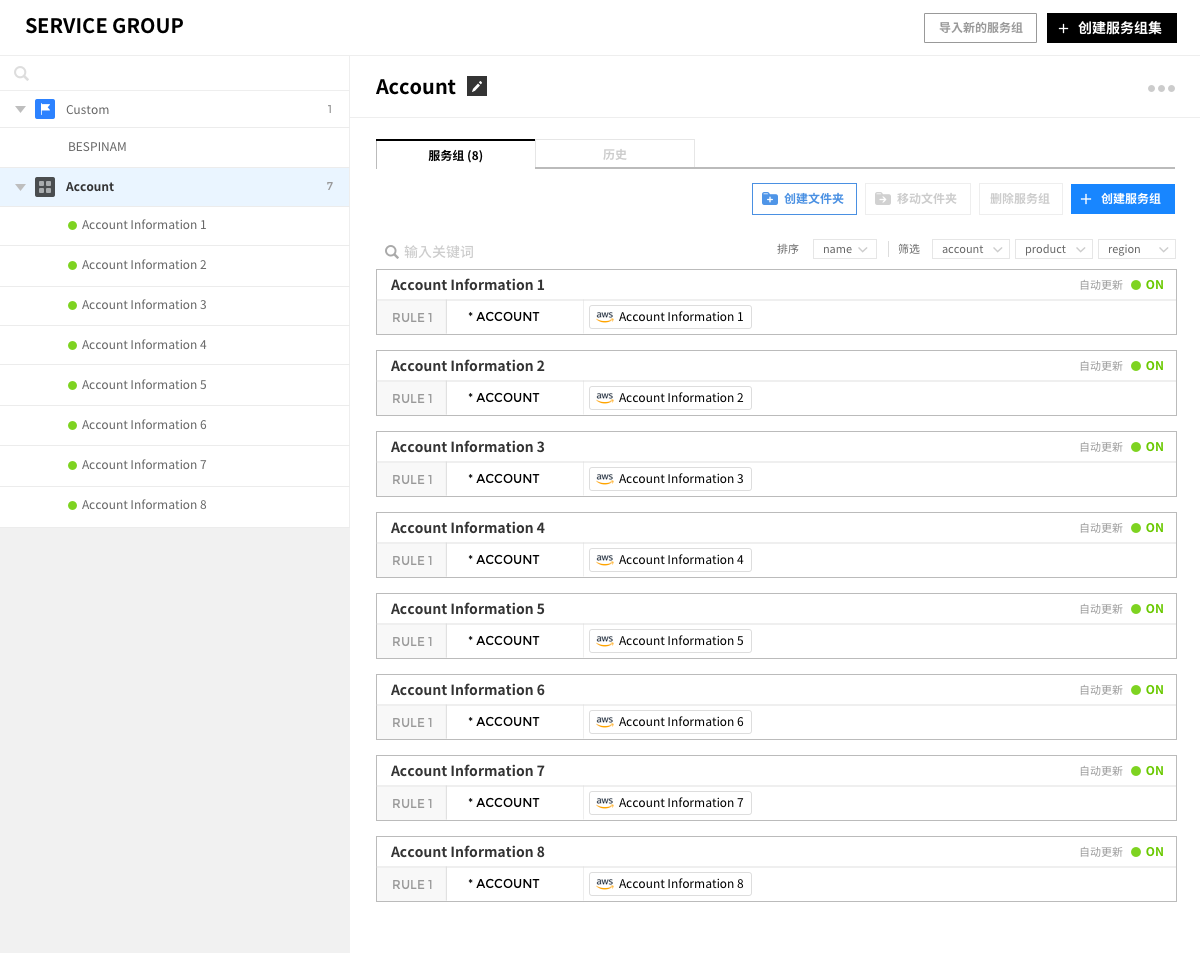 SERVICE GROUP
导入新的服务组
+ 创建服务组集
Custom 1
BESPINAM
Account 7
Account Information 1
Account Information 2
Account Information 3
Account Information 4
Account Information 5
Account Information 6
Account Information 7
Account Information 8
Account
服务组 (8)
历史
创建文件夹
移动文件夹
删除服务组
+ 创建服务组
输入关键词
排序 name 筛选 account product region
Account Information 1 自动更新 ON
RULE 1 * ACCOUNT aws Account Information 1
Account Information 2 自动更新 ON
RULE 1 * ACCOUNT aws Account Information 2
Account Information 3 自动更新 ON
RULE 1 * ACCOUNT aws Account Information 3
Account Information 4 自动更新 ON
RULE 1 * ACCOUNT aws Account Information 4
Account Information 5 自动更新 ON
RULE 1 * ACCOUNT aws Account Information 5
Account Information 6 自动更新 ON
RULE 1 * ACCOUNT aws Account Information 6
Account Information 7 自动更新 ON
RULE 1 * ACCOUNT aws Account Information 7
Account Information 8 自动更新 ON
RULE 1 * ACCOUNT aws Account Information 8